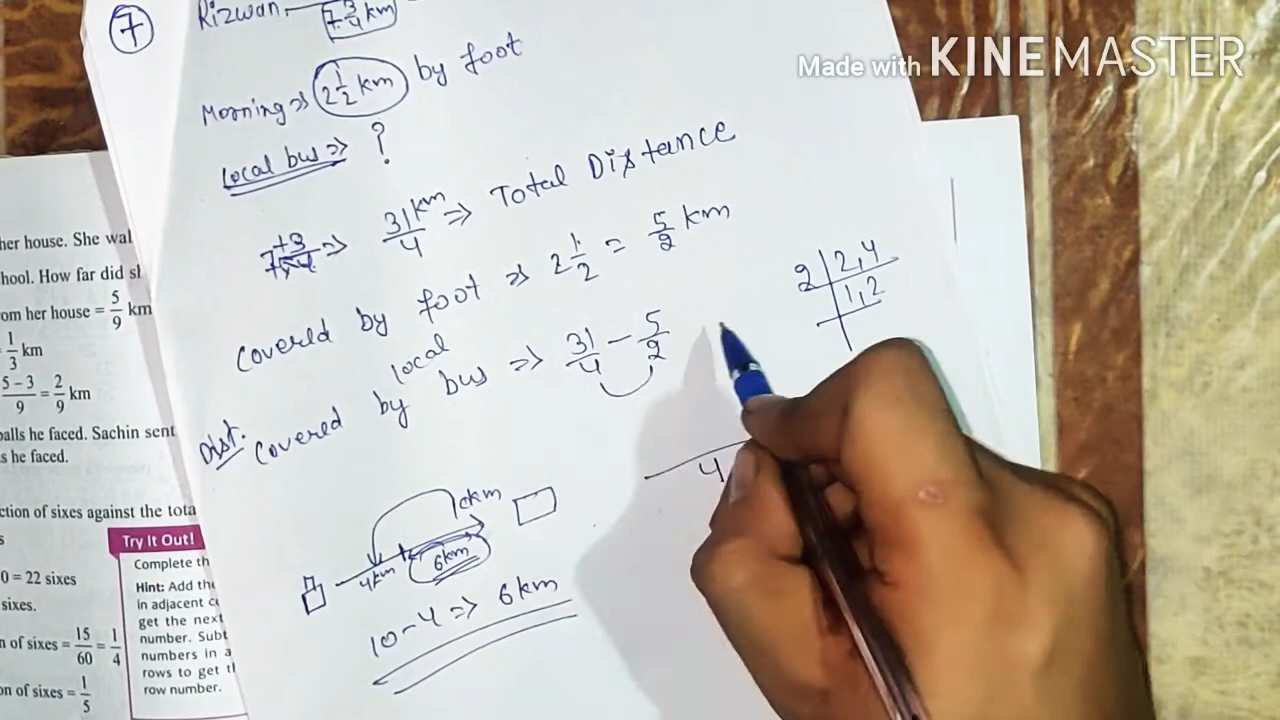 Made with KINEMASTER
7 Rizwan 7 3/4 km
Morning ⇒ 2 1/2 km by foot
Local bus ⇒ ?
⇒ 31/4 km ⇒ Total Distance
Covered by foot ⇒ 2 1/2 = 5/2 km
2 | 2, 4
1, 2
Dist. Covered by local bus ⇒ 31/4 - 5/2
4
10km
4km 6km
10-4 ⇒ 6km
her house. She wal
hool. How far did sh
om her house = 5/9 km
1/3 km
5-3/9 = 2/9 km
balls he faced. Sachin sent
s he faced.
ction of sixes against the tota
s
0 = 22 sixes
sixes.
n of sixes = 15/60 = 1/4
on of sixes = 1/5
Try It Out!
Complete th
Hint: Add the
in adjacent c
get the next
number. Subt
numbers in a
rows to get t
row number.